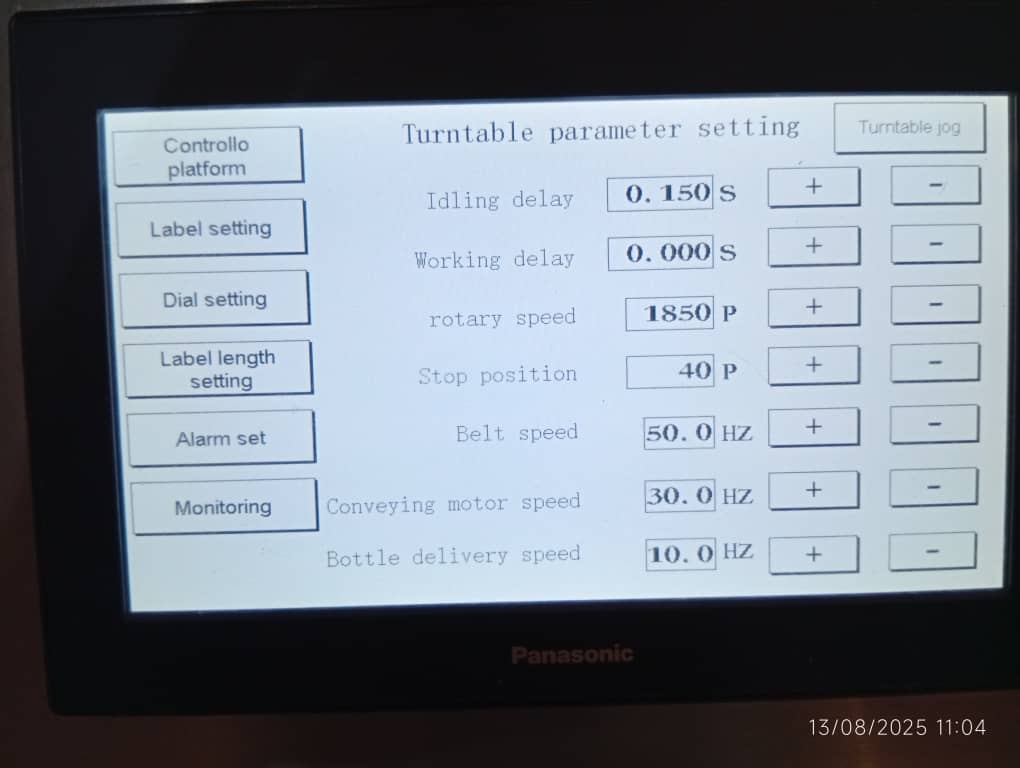 Turntable parameter setting
Turntable jog
Controllo
platform
Label setting
Dial setting
Label length
setting
Alarm set
Monitoring
Idling delay 0.150 S + -
Working delay 0.000 S + -
rotary speed 1850 P + -
Stop position 40 P + -
Belt speed 50.0 HZ + -
Conveying motor speed 30.0 HZ + -
Bottle delivery speed 10.0 HZ + -
Panasonic
13/08/2025 11:04